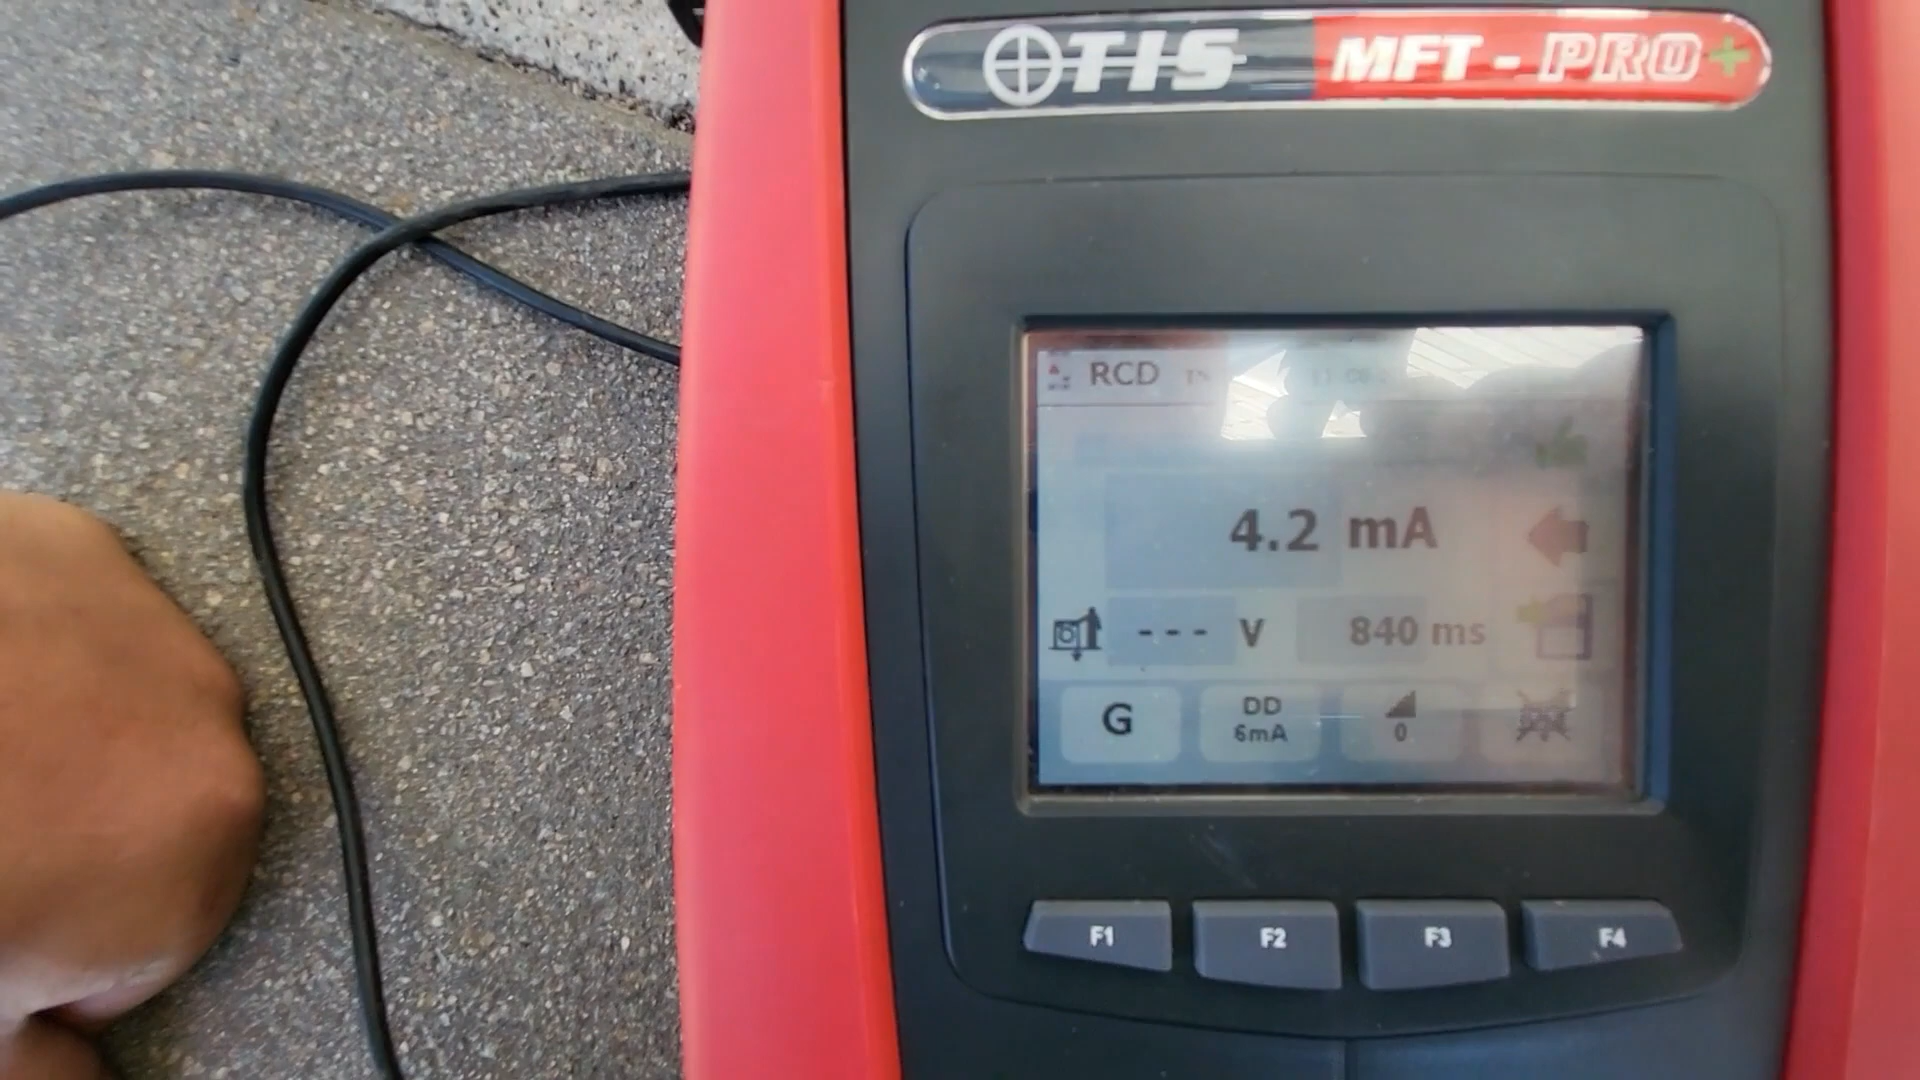 TIS MFT - PRO+
RCD
4.2 mA
--- V 840 ms
G DD 0
6mA
F1 F2 F3 F4